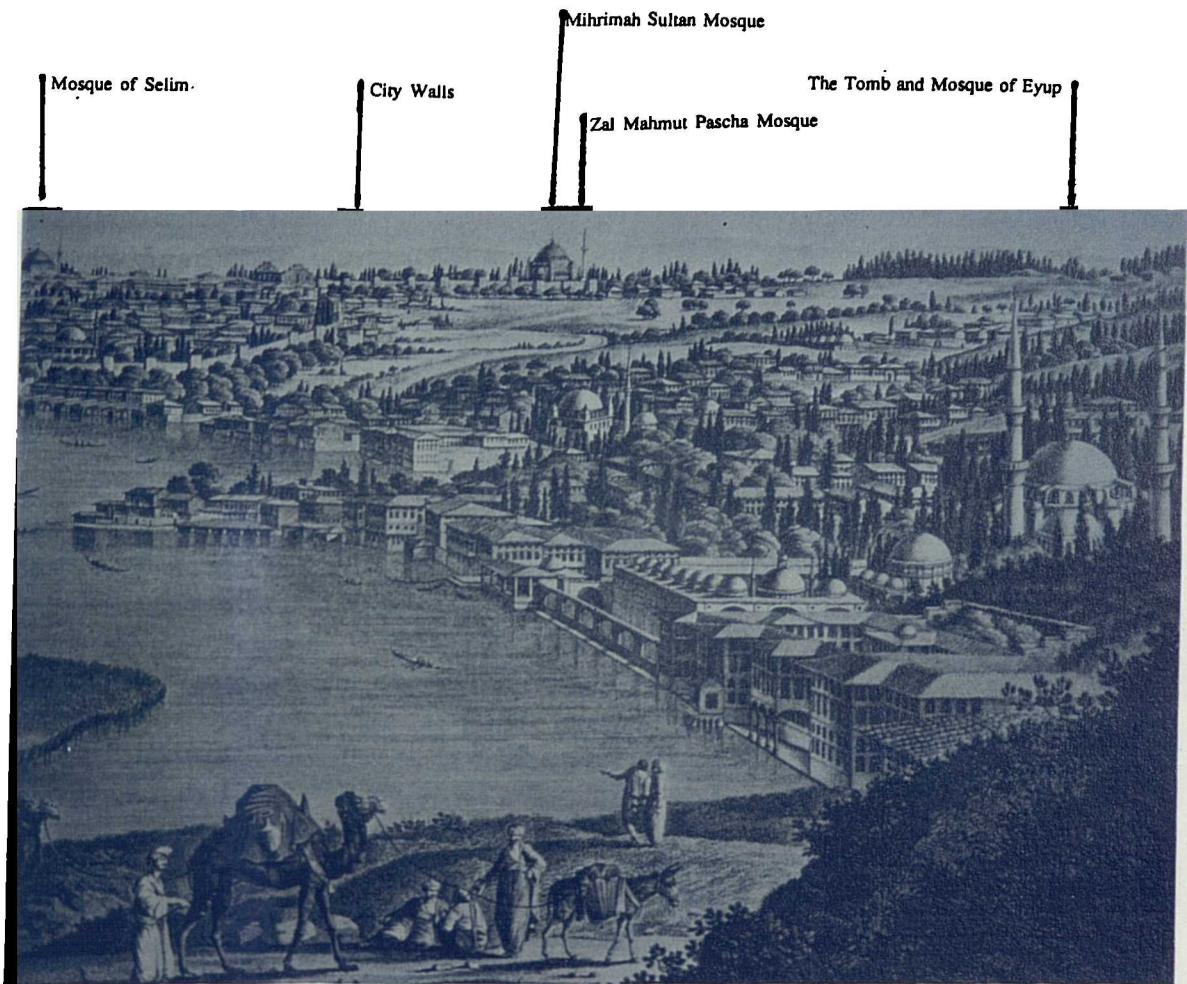 Mihrimah Sultan Mosque
Mosque of Selim
City Walls
The Tomb and Mosque of Eyup
Zal Mahmut Pascha Mosque